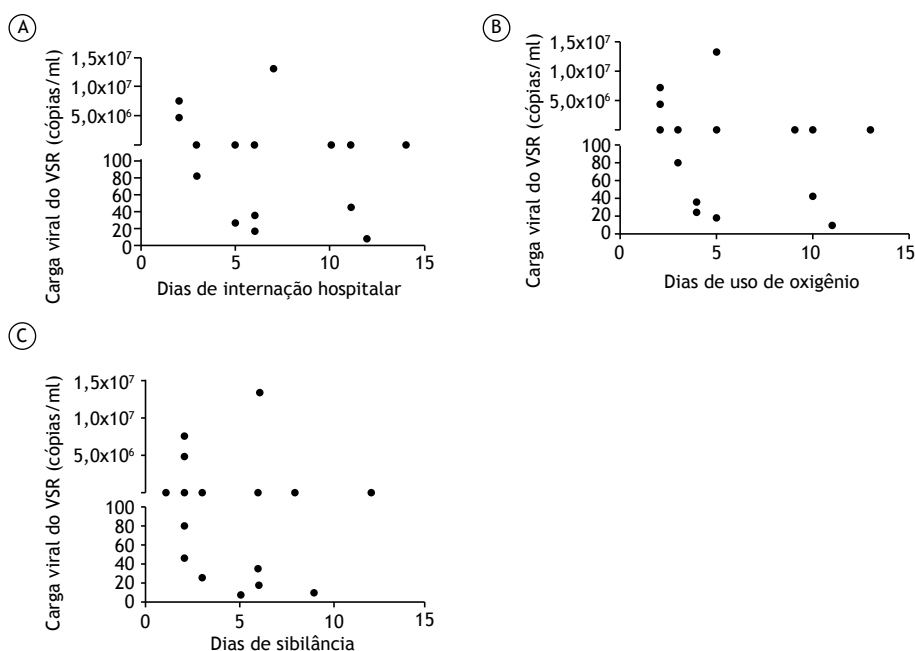 A
Carga viral do VSR (cópias/ml)
1,5x10⁷
1,0x10⁷
5,0x10⁶
100
80
60
40
20
0
0 5 10 15
Dias de internação hospitalar
B
Carga viral do VSR (cópias/ml)
1,5x10⁷
1,0x10⁷
5,0x10⁶
100
80
60
40
20
0
0 5 10 15
Dias de uso de oxigênio
C
Carga viral do VSR (cópias/ml)
1,5x10⁷
1,0x10⁷
5,0x10⁶
100
80
60
40
20
0
0 5 10 15
Dias de sibilância